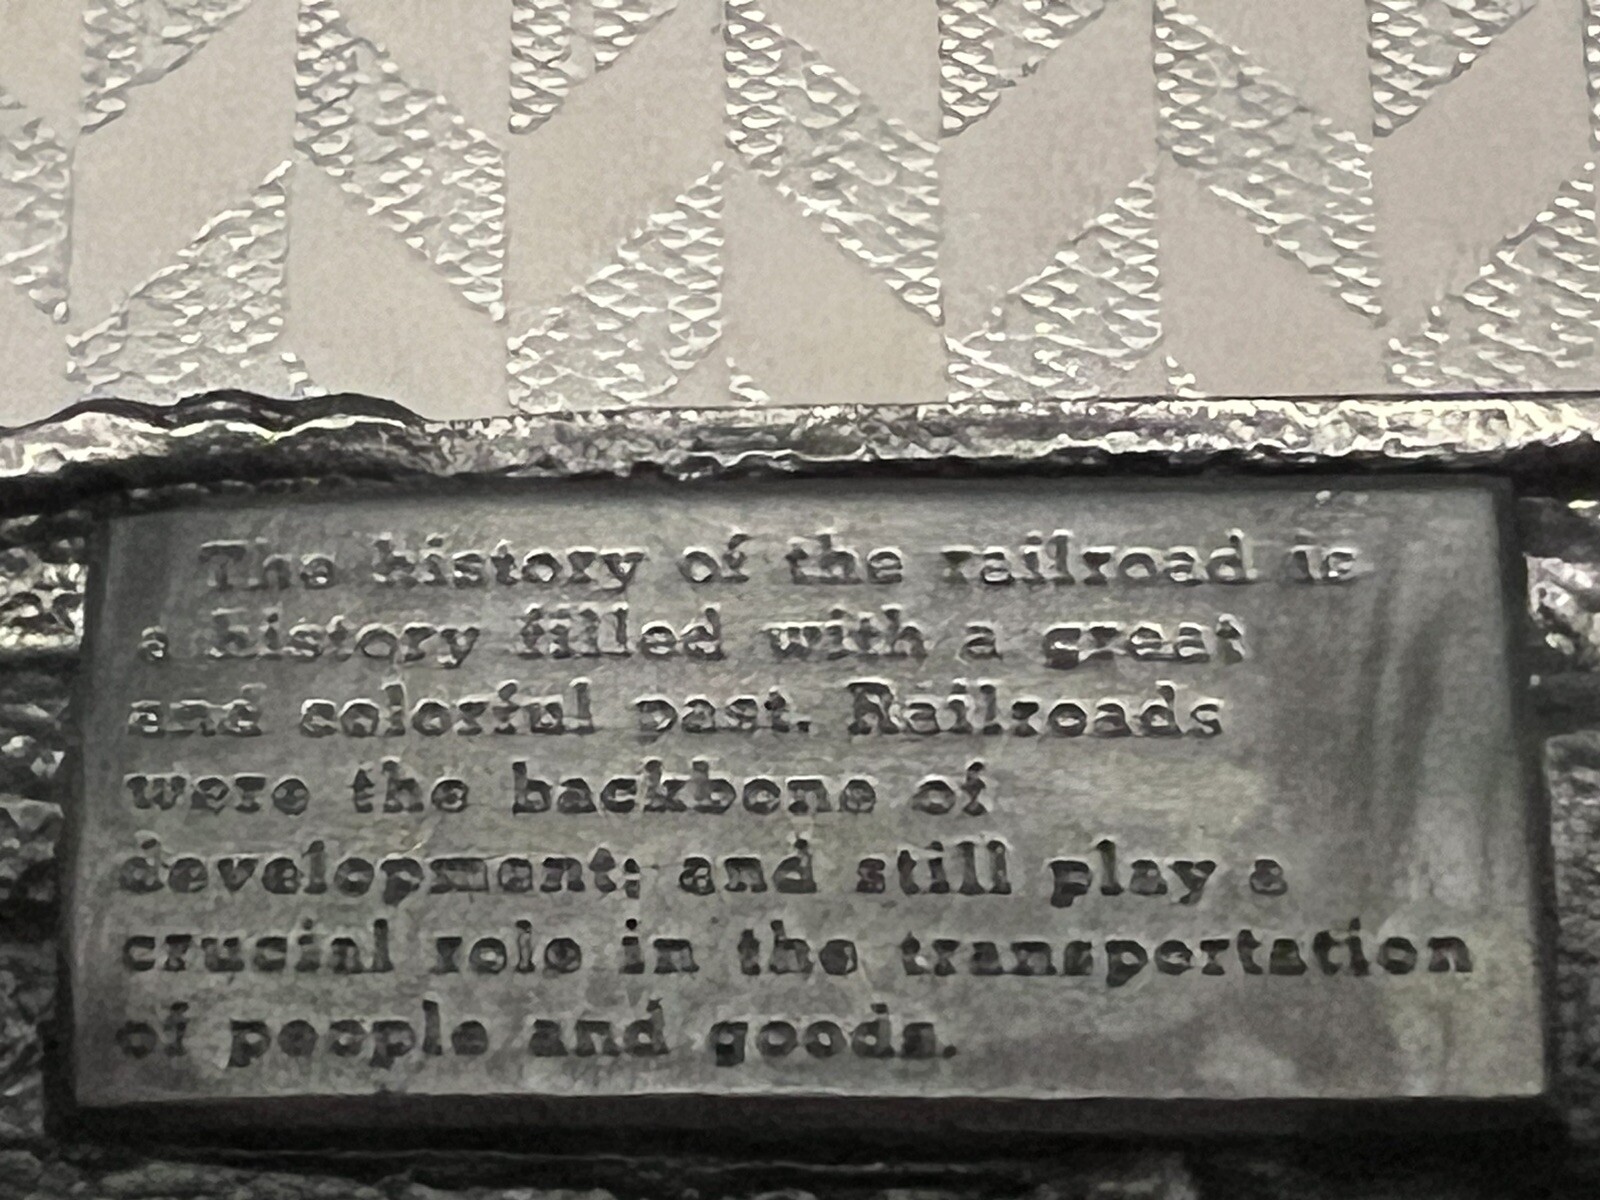 The history of the railroad is
a history filled with a great
and colorful past. Railroads
were the backbone of
development; and still play a
crucial role in the transportation
of people and goods.